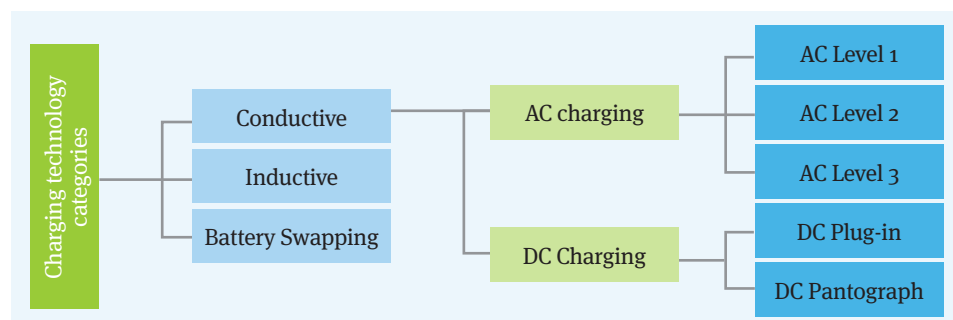 Charging technology
categories
Conductive
Inductive
Battery Swapping
AC charging
DC Charging
AC Level 1
AC Level 2
AC Level 3
DC Plug-in
DC Pantograph